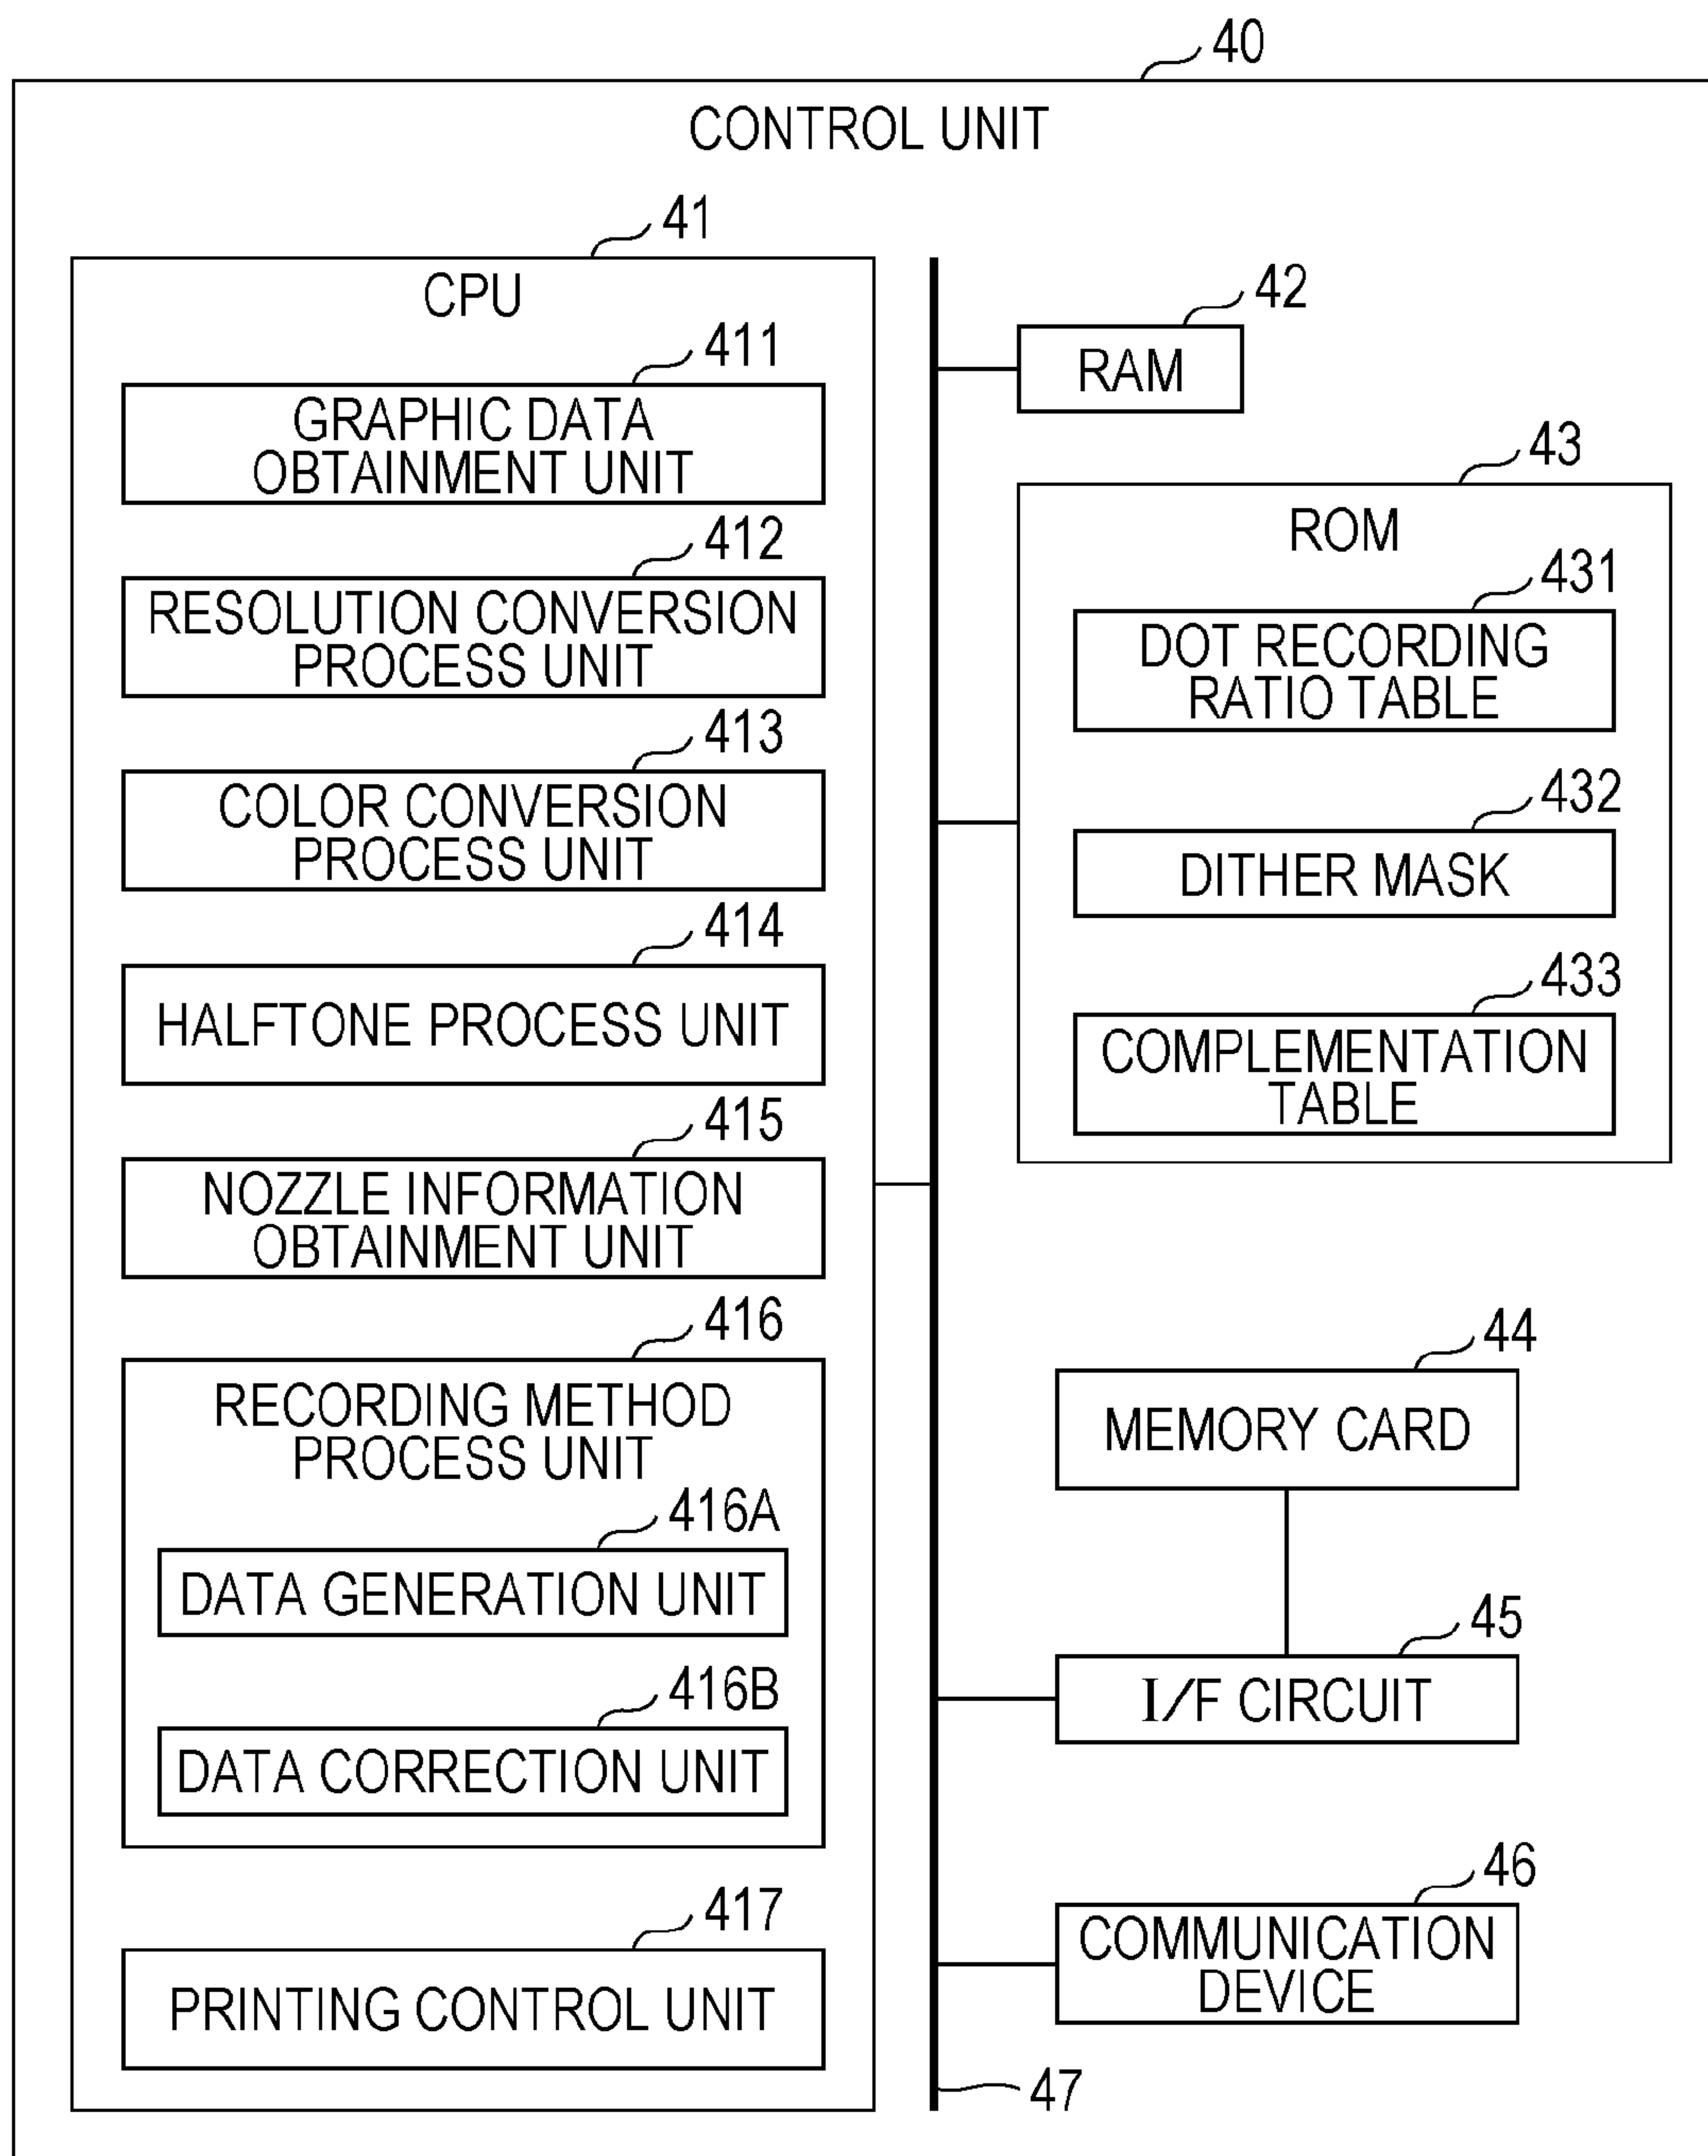 40
CONTROL UNIT
41
CPU
411
GRAPHIC DATA
OBTAINMENT UNIT
412
RESOLUTION CONVERSION
PROCESS UNIT
413
COLOR CONVERSION
PROCESS UNIT
414
HALFTONE PROCESS UNIT
415
NOZZLE INFORMATION
OBTAINMENT UNIT
416
RECORDING METHOD
PROCESS UNIT
416A
DATA GENERATION UNIT
416B
DATA CORRECTION UNIT
417
PRINTING CONTROL UNIT
42
RAM
43
ROM
431
DOT RECORDING
RATIO TABLE
432
DITHER MASK
433
COMPLEMENTATION
TABLE
44
MEMORY CARD
45
I/F CIRCUIT
46
COMMUNICATION
DEVICE
47